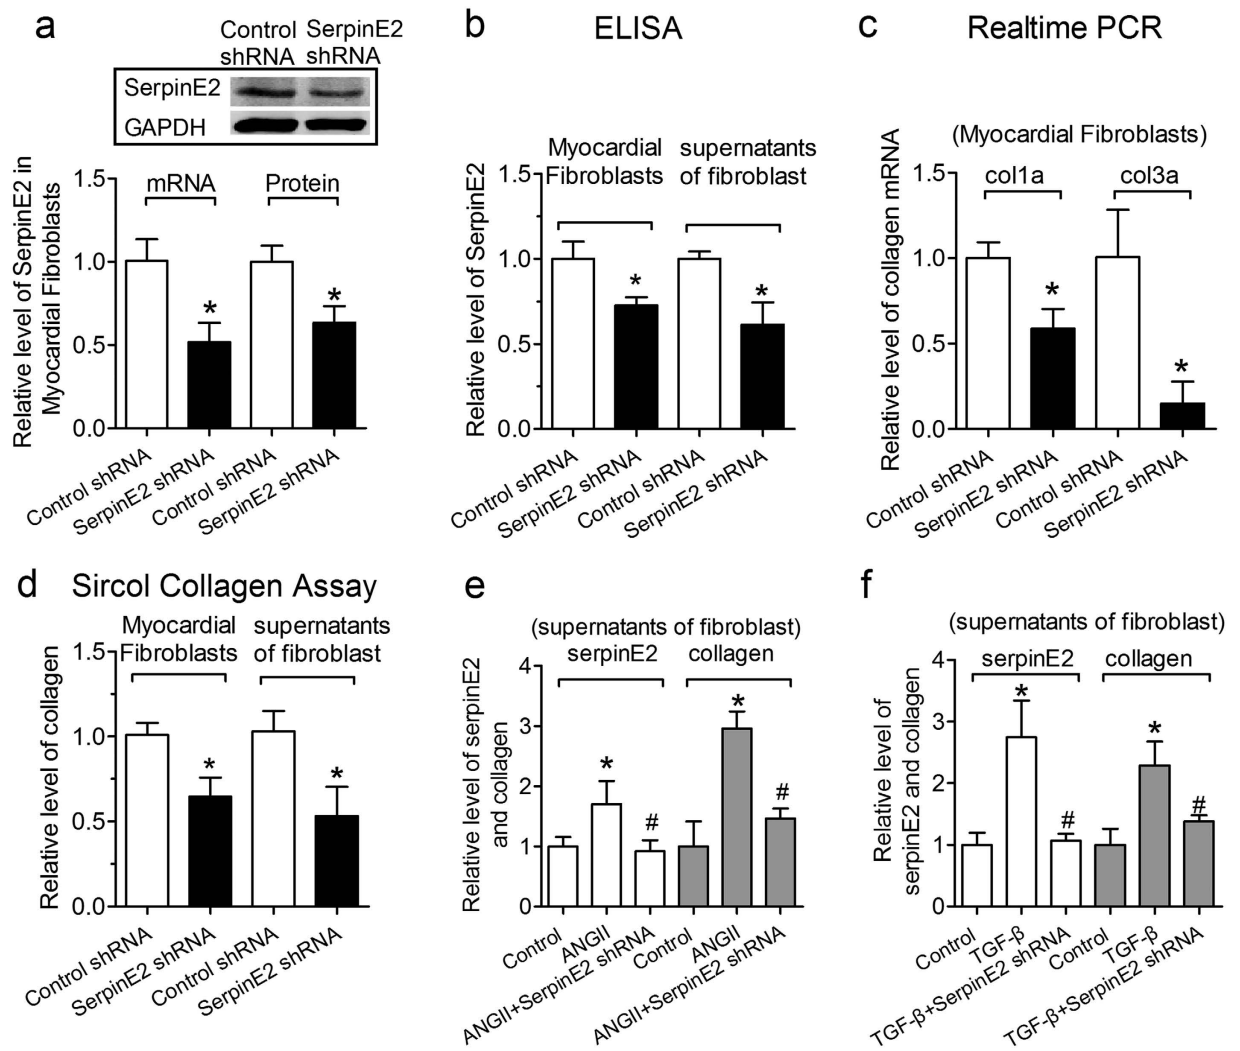 a
Control SerpinE2
shRNA shRNA
SerpinE2
GAPDH
Relative level of SerpinE2 in
Myocardial Fibroblasts
mRNA Protein
1.5
1.0
*
*
0.5
0.0
Control shRNA
SerpinE2 shRNA
Control shRNA
SerpinE2 shRNA
b ELISA
Relative level of SerpinE2
Myocardial supernatants
Fibroblasts of fibroblast
1.5
1.0
*
*
0.5
0.0
Control shRNA
SerpinE2 shRNA
Control shRNA
SerpinE2 shRNA
c Realtime PCR
(Myocardial Fibroblasts)
Relative level of collagen mRNA
col1a col3a
1.5
1.0
*
*
0.5
0.0
Control shRNA
SerpinE2 shRNA
Control shRNA
SerpinE2 shRNA
d Sircol Collagen Assay
Relative level of collagen
Myocardial supernatants
Fibroblasts of fibroblast
1.5
1.0
*
*
0.5
0.0
Control shRNA
SerpinE2 shRNA
Control shRNA
SerpinE2 shRNA
e
(supernatants of fibroblast)
serpinE2 collagen
Relative level of serpinE2
and collagen
4
3
2
1
0
*
#
*
#
Control
ANGII
ANGII+SerpinE2 shRNA
Control
ANGII
ANGII+SerpinE2 shRNA
f
(supernatants of fibroblast)
serpinE2 collagen
Relative level of
serpinE2 and collagen
4
3
2
1
0
*
#
*
#
Control
TGF-β
TGF-β+SerpinE2 shRNA
Control
TGF-β
TGF-β+SerpinE2 shRNA